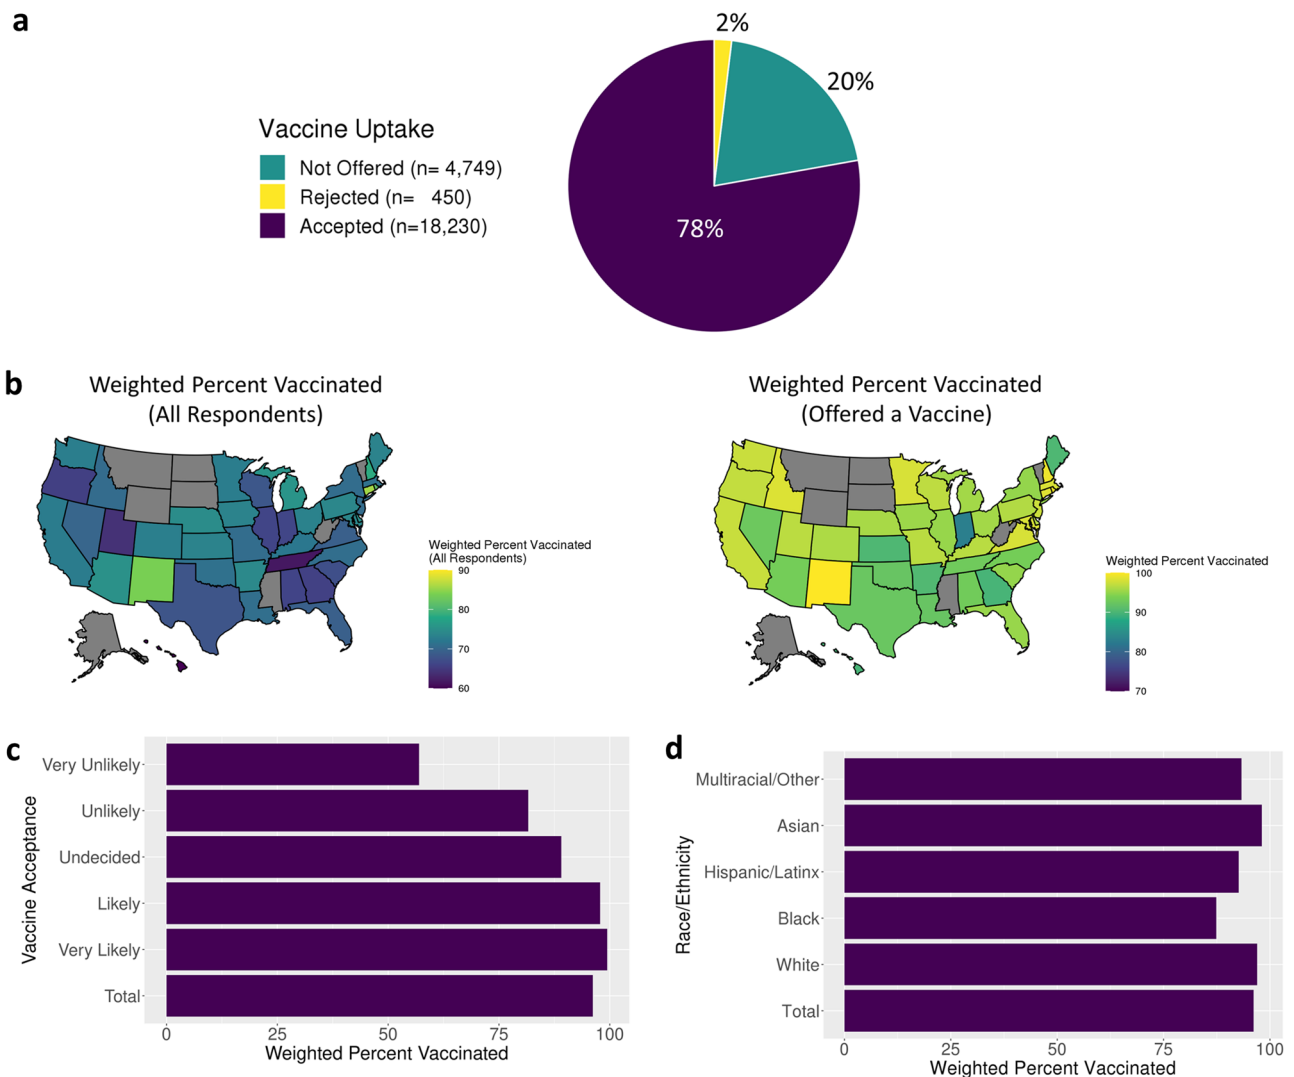 a
2%
20%
78%
Vaccine Uptake
Not Offered (n= 4,749)
Rejected (n= 450)
Accepted (n=18,230)
b
Weighted Percent Vaccinated
(All Respondents)
Weighted Percent Vaccinated
(All Respondents)
90
80
70
60
Weighted Percent Vaccinated
(Offered a Vaccine)
Weighted Percent Vaccinated
100
90
80
70
c
Vaccine Acceptance
Very Unlikely
Unlikely
Undecided
Likely
Very Likely
Total
0 25 50 75 100
Weighted Percent Vaccinated
d
Race/Ethnicity
Multiracial/Other
Asian
Hispanic/Latinx
Black
White
Total
0 25 50 75 100
Weighted Percent Vaccinated